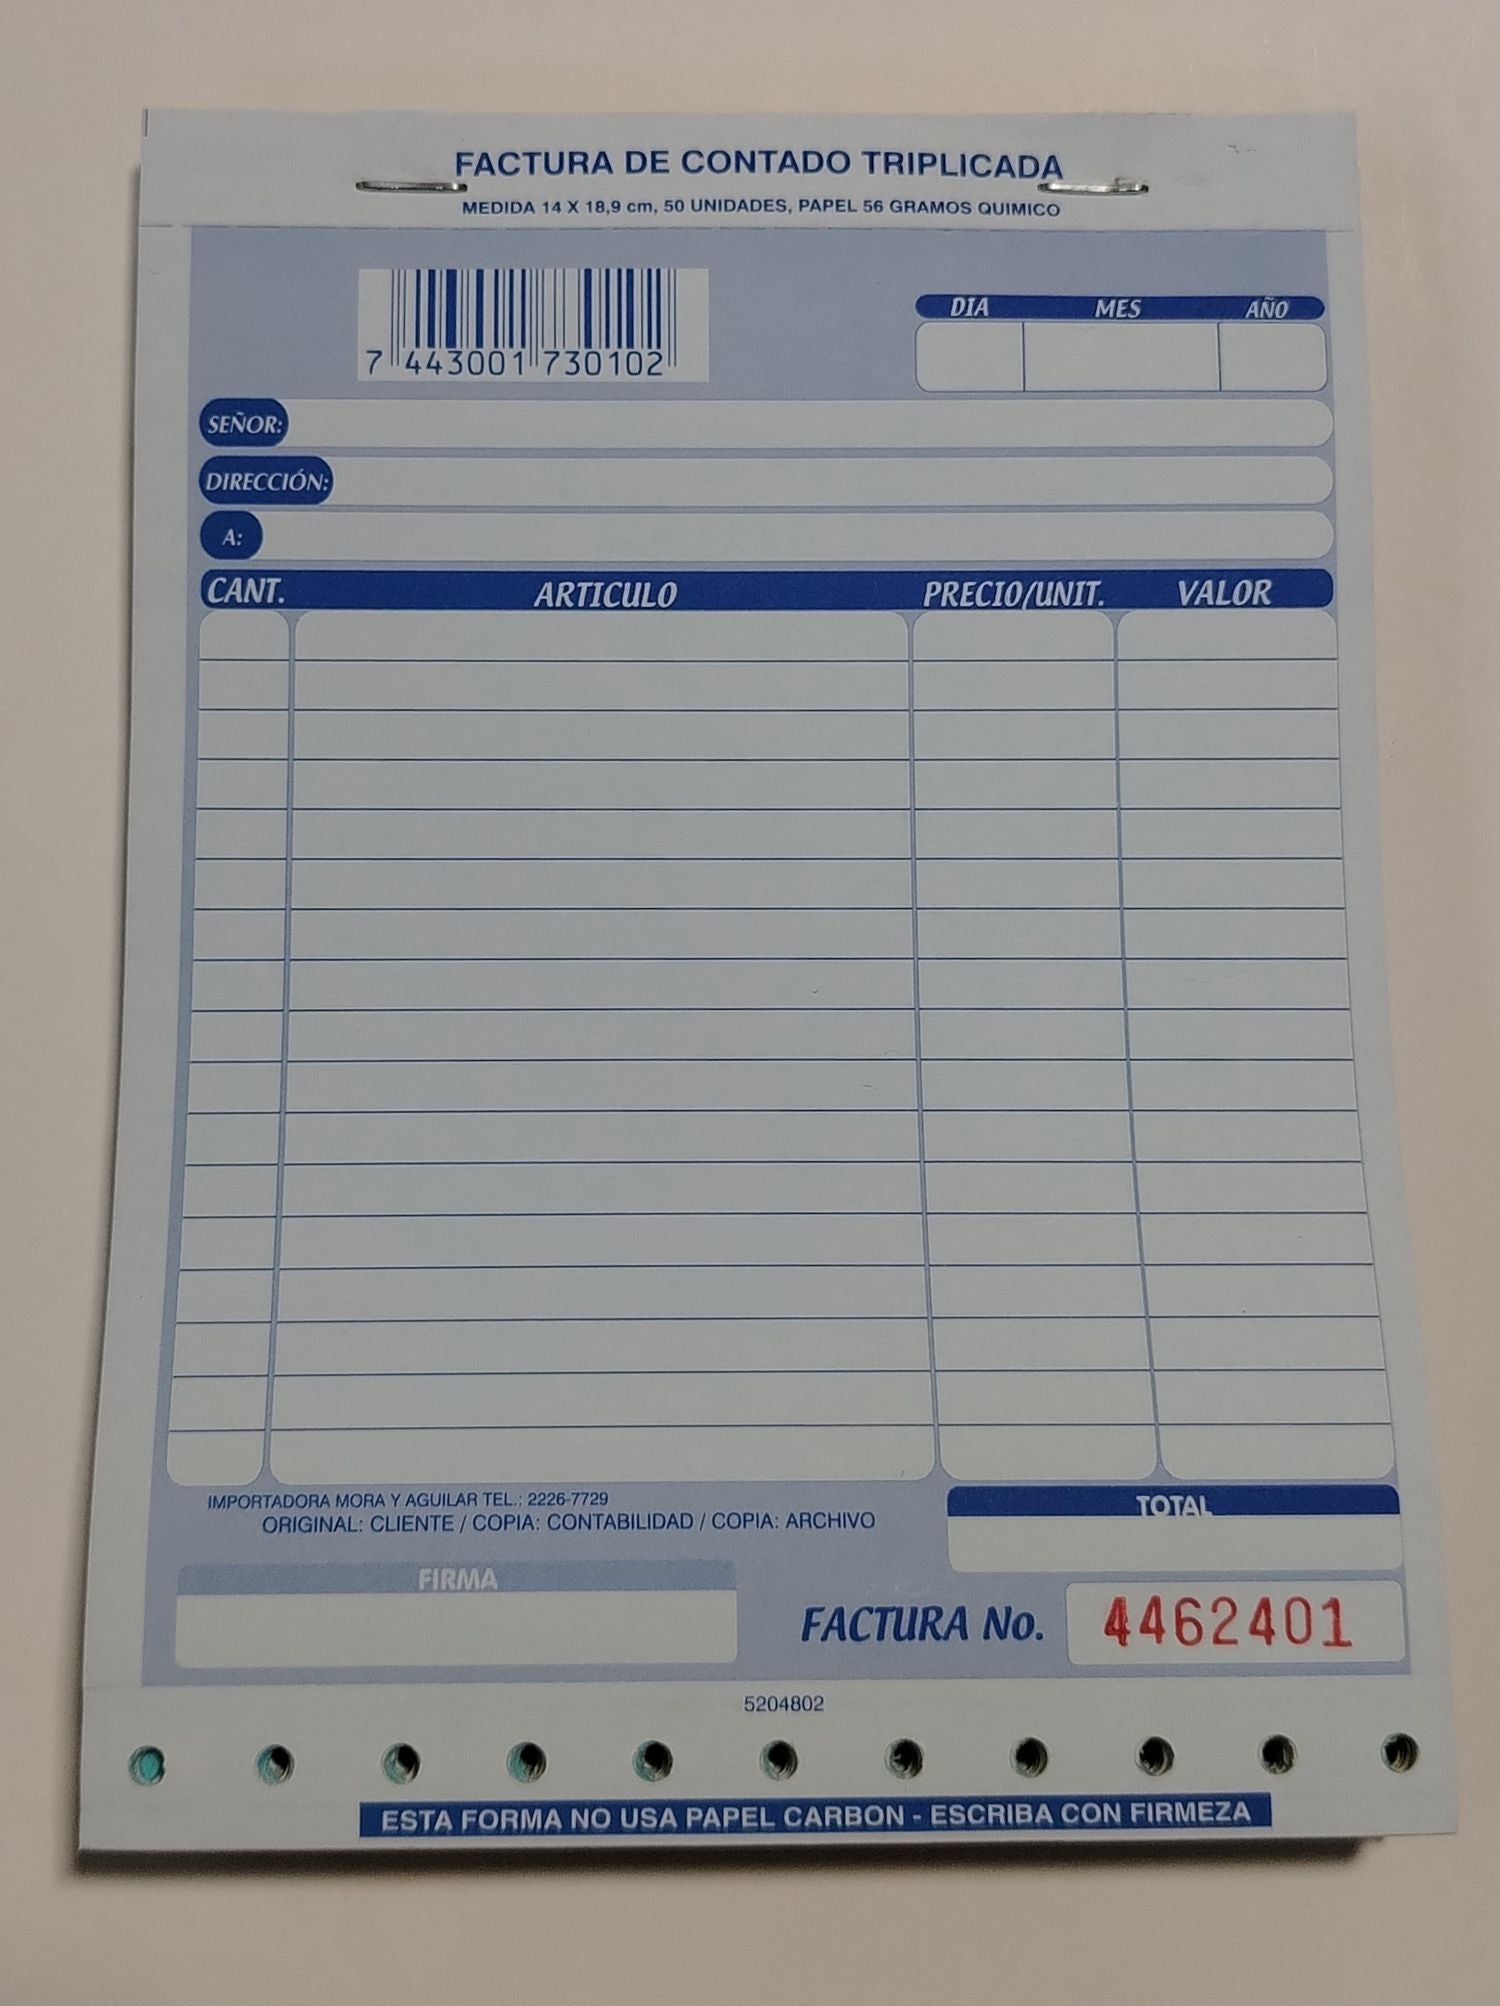 FACTURA DE CONTADO TRIPLICADA
MEDIDA 14 X 18,9 cm, 50 UNIDADES, PAPEL 56 GRAMOS QUIMICO
7 443001 730102
DIA MES AÑO
SEÑOR:
DIRECCIÓN:
A:
CANT. ARTICULO PRECIO/UNIT. VALOR
IMPORTADORA MORA Y AGUILAR TEL.: 2226-7729
ORIGINAL: CLIENTE / COPIA: CONTABILIDAD / COPIA: ARCHIVO
TOTAL
FIRMA
FACTURA No. 4462401
5204802
ESTA FORMA NO USA PAPEL CARBON - ESCRIBA CON FIRMEZA